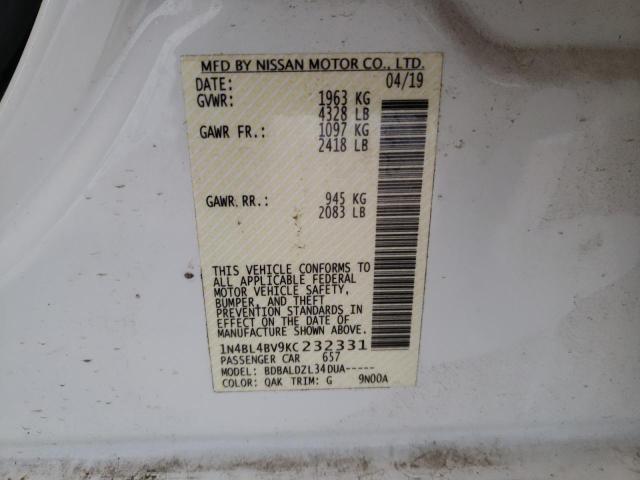 MFD BY NISSAN MOTOR CO., LTD.
DATE: 04/19
GVWR: 1963 KG
4328 LB
GAWR FR.: 1097 KG
2418 LB
GAWR. RR.: 945 KG
2083 LB
THIS VEHICLE CONFORMS TO
ALL APPLICABLE FEDERAL
MOTOR VEHICLE SAFETY,
BUMPER, AND THEFT
PREVENTION STANDARDS IN
EFFECT ON THE DATE OF
MANUFACTURE SHOWN ABOVE.
1N4BL4BV9KC232331
PASSENGER CAR 657
MODEL: BDBALDZL34DUA-----
COLOR: QAK TRIM: G 9N00A